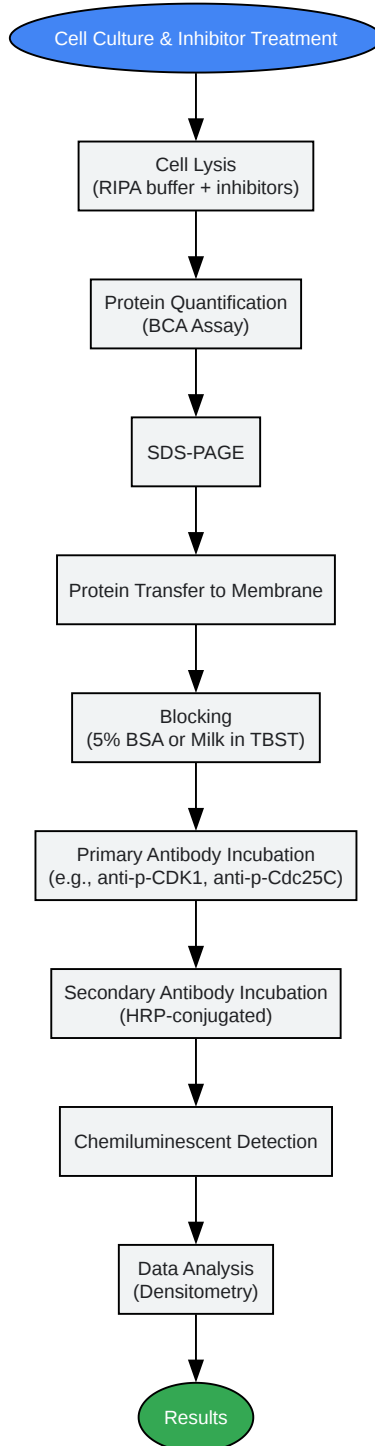 Cell Culture & Inhibitor Treatment
Cell Lysis
(RIPA buffer + inhibitors)
Protein Quantification
(BCA Assay)
SDS-PAGE
Protein Transfer to Membrane
Blocking
(5% BSA or Milk in TBST)
Primary Antibody Incubation
(e.g., anti-p-CDK1, anti-p-Cdc25C)
Secondary Antibody Incubation
(HRP-conjugated)
Chemiluminescent Detection
Data Analysis
(Densitometry)
Results